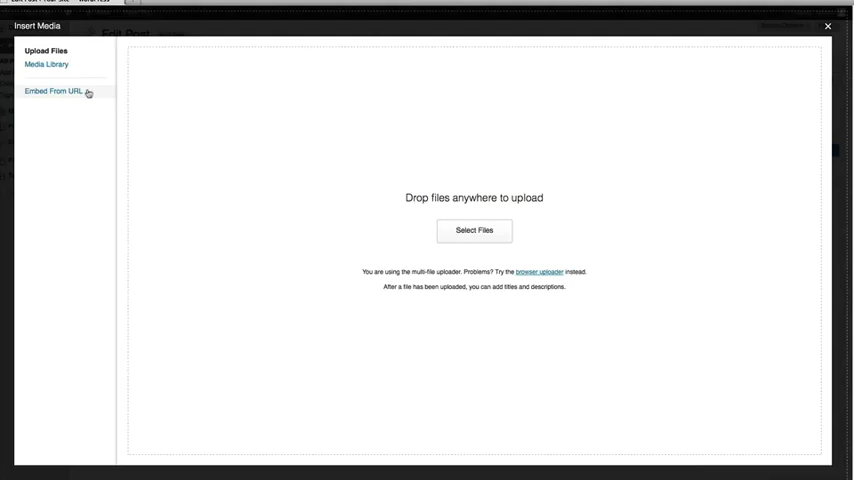 Insert Media
Edit Post
Upload Files
Media Library
Embed From URL
Drop files anywhere to upload
Select Files
You are using the multi-file uploader. Problems? Try the browser uploader instead.
After a file has been uploaded, you can add titles and descriptions.